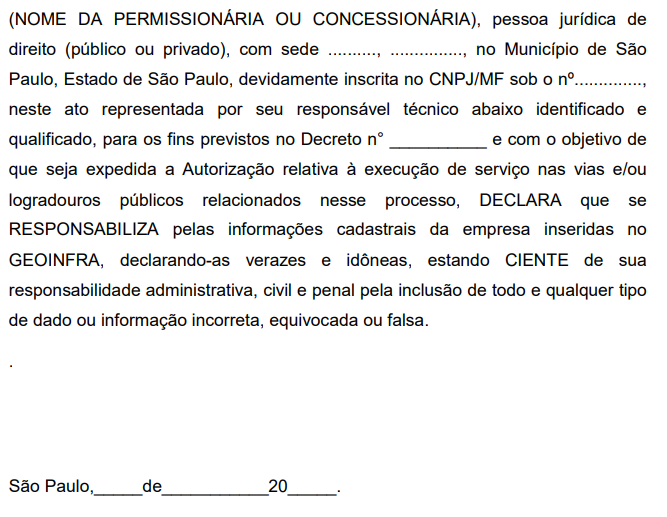 (NOME DA PERMISSIONÁRIA OU CONCESSIONÁRIA), pessoa jurídica de
direito (público ou privado), com sede .........., ..............., no Município de São
Paulo, Estado de São Paulo, devidamente inscrita no CNPJ/MF sob o nº..............,
neste ato representada por seu responsável técnico abaixo identificado e
qualificado, para os fins previstos no Decreto n° __________ e com o objetivo de
que seja expedida a Autorização relativa à execução de serviço nas vias e/ou
logradouros públicos relacionados nesse processo, DECLARA que se
RESPONSABILIZA pelas informações cadastrais da empresa inseridas no
GEOINFRA, declarando-as verazes e idôneas, estando CIENTE de sua
responsabilidade administrativa, civil e penal pela inclusão de todo e qualquer tipo
de dado ou informação incorreta, equivocada ou falsa.
.
São Paulo,_____de___________20_____.